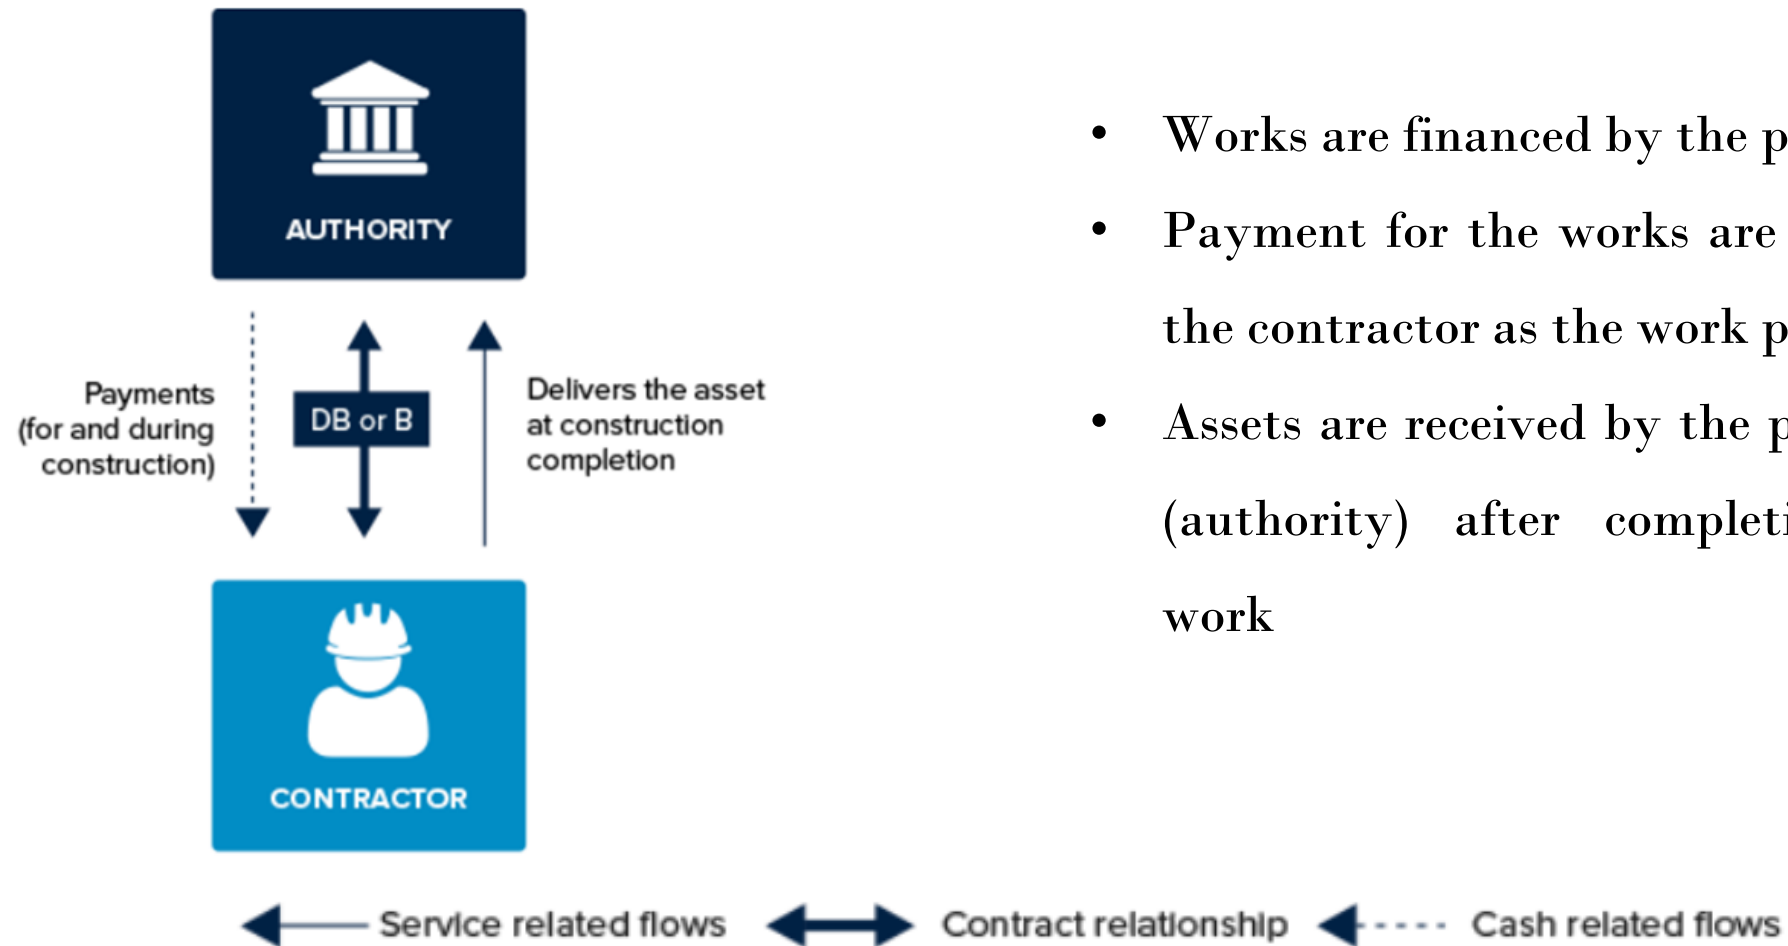 AUTHORITY
Payments
(for and during
construction)
DB or B
Delivers the asset
at construction
completion
CONTRACTOR
• Works are financed by the
• Payment for the works are
the contractor as the work
• Assets are received by the
(authority) after
work
Service related flows
Contract relationship
Cash related flows